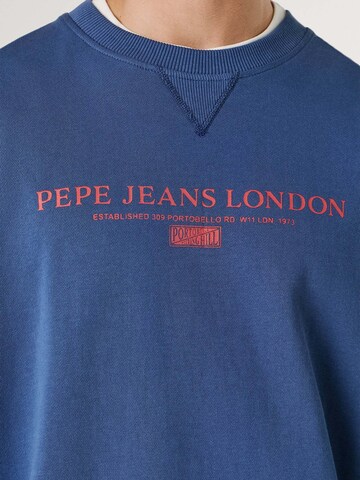 PEPE JEANS LONDON
ESTABLISHED 309 PORTOBELLO RD W11 LDN. 1973